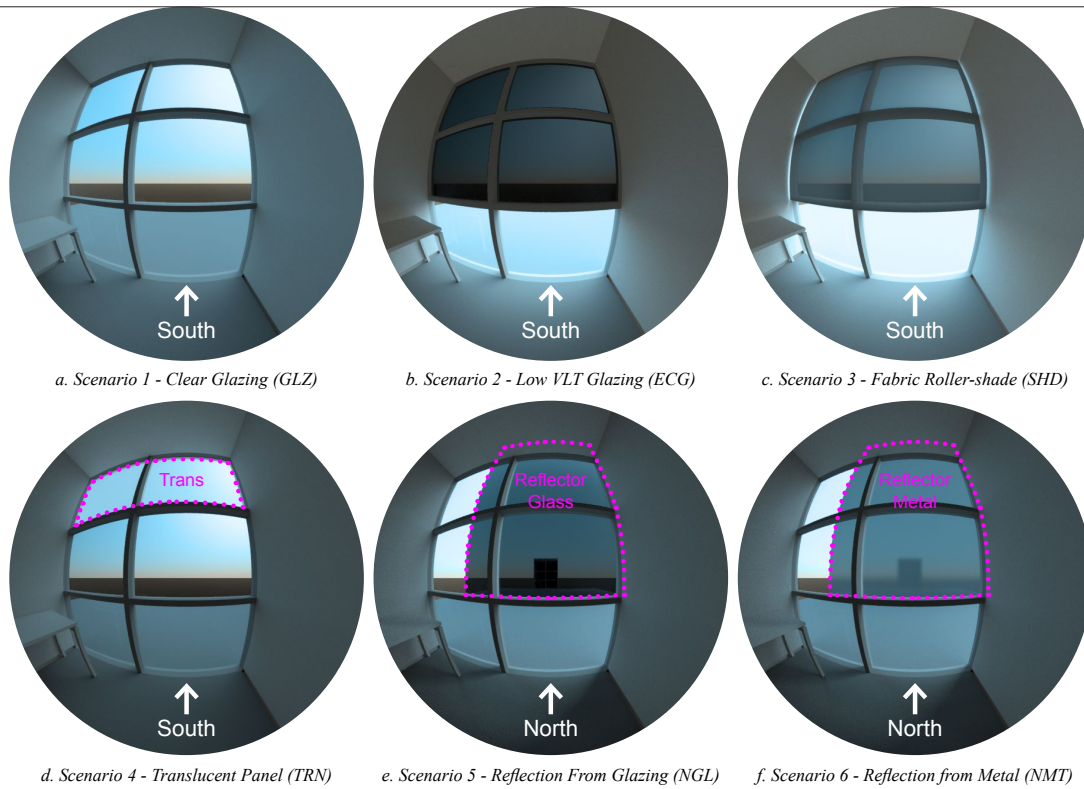 South
South
South
a. Scenario 1 - Clear Glazing (GLZ)
b. Scenario 2 - Low VLT Glazing (ECG)
c. Scenario 3 - Fabric Roller-shade (SHD)
Trans
Reflector
Glass
Reflector
Metal
South
North
North
d. Scenario 4 - Translucent Panel (TRN)
e. Scenario 5 - Reflection From Glazing (NGL)
f. Scenario 6 - Reflection from Metal (NMT)